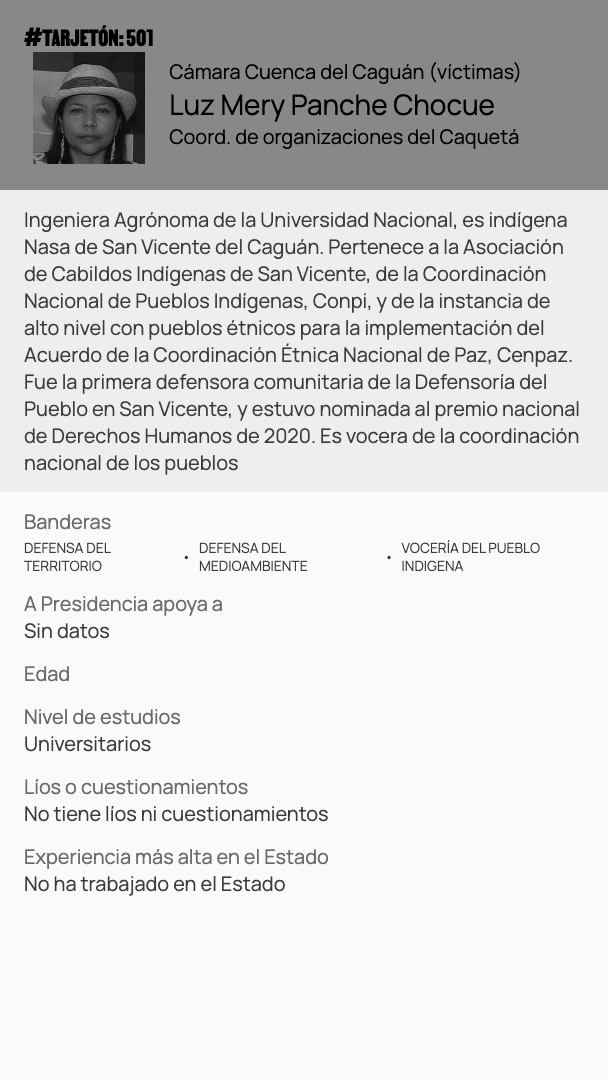 #TARJETÓN: 501
Cámara Cuenca del Caguán (víctimas)
Luz Mery Panche Chocue
Coord. de organizaciones del Caquetá
Ingeniera Agrónoma de la Universidad Nacional, es indígena
Nasa de San Vicente del Caguán. Pertenece a la Asociación
de Cabildos Indígenas de San Vicente, de la Coordinación
Nacional de Pueblos Indígenas, Conpi, y de la instancia de
alto nivel con pueblos étnicos para la implementación del
Acuerdo de la Coordinación Étnica Nacional de Paz, Cenpaz.
Fue la primera defensora comunitaria de la Defensoría del
Pueblo en San Vicente, y estuvo nominada al premio nacional
de Derechos Humanos de 2020. Es vocera de la coordinación
nacional de los pueblos
Banderas
DEFENSA DEL
TERRITORIO
• DEFENSA DEL
MEDIOAMBIENTE
• VOCERÍA DEL PUEBLO
INDIGENA
A Presidencia apoya a
Sin datos
Edad
Nivel de estudios
Universitarios
Líos o cuestionamientos
No tiene líos ni cuestionamientos
Experiencia más alta en el Estado
No ha trabajado en el Estado